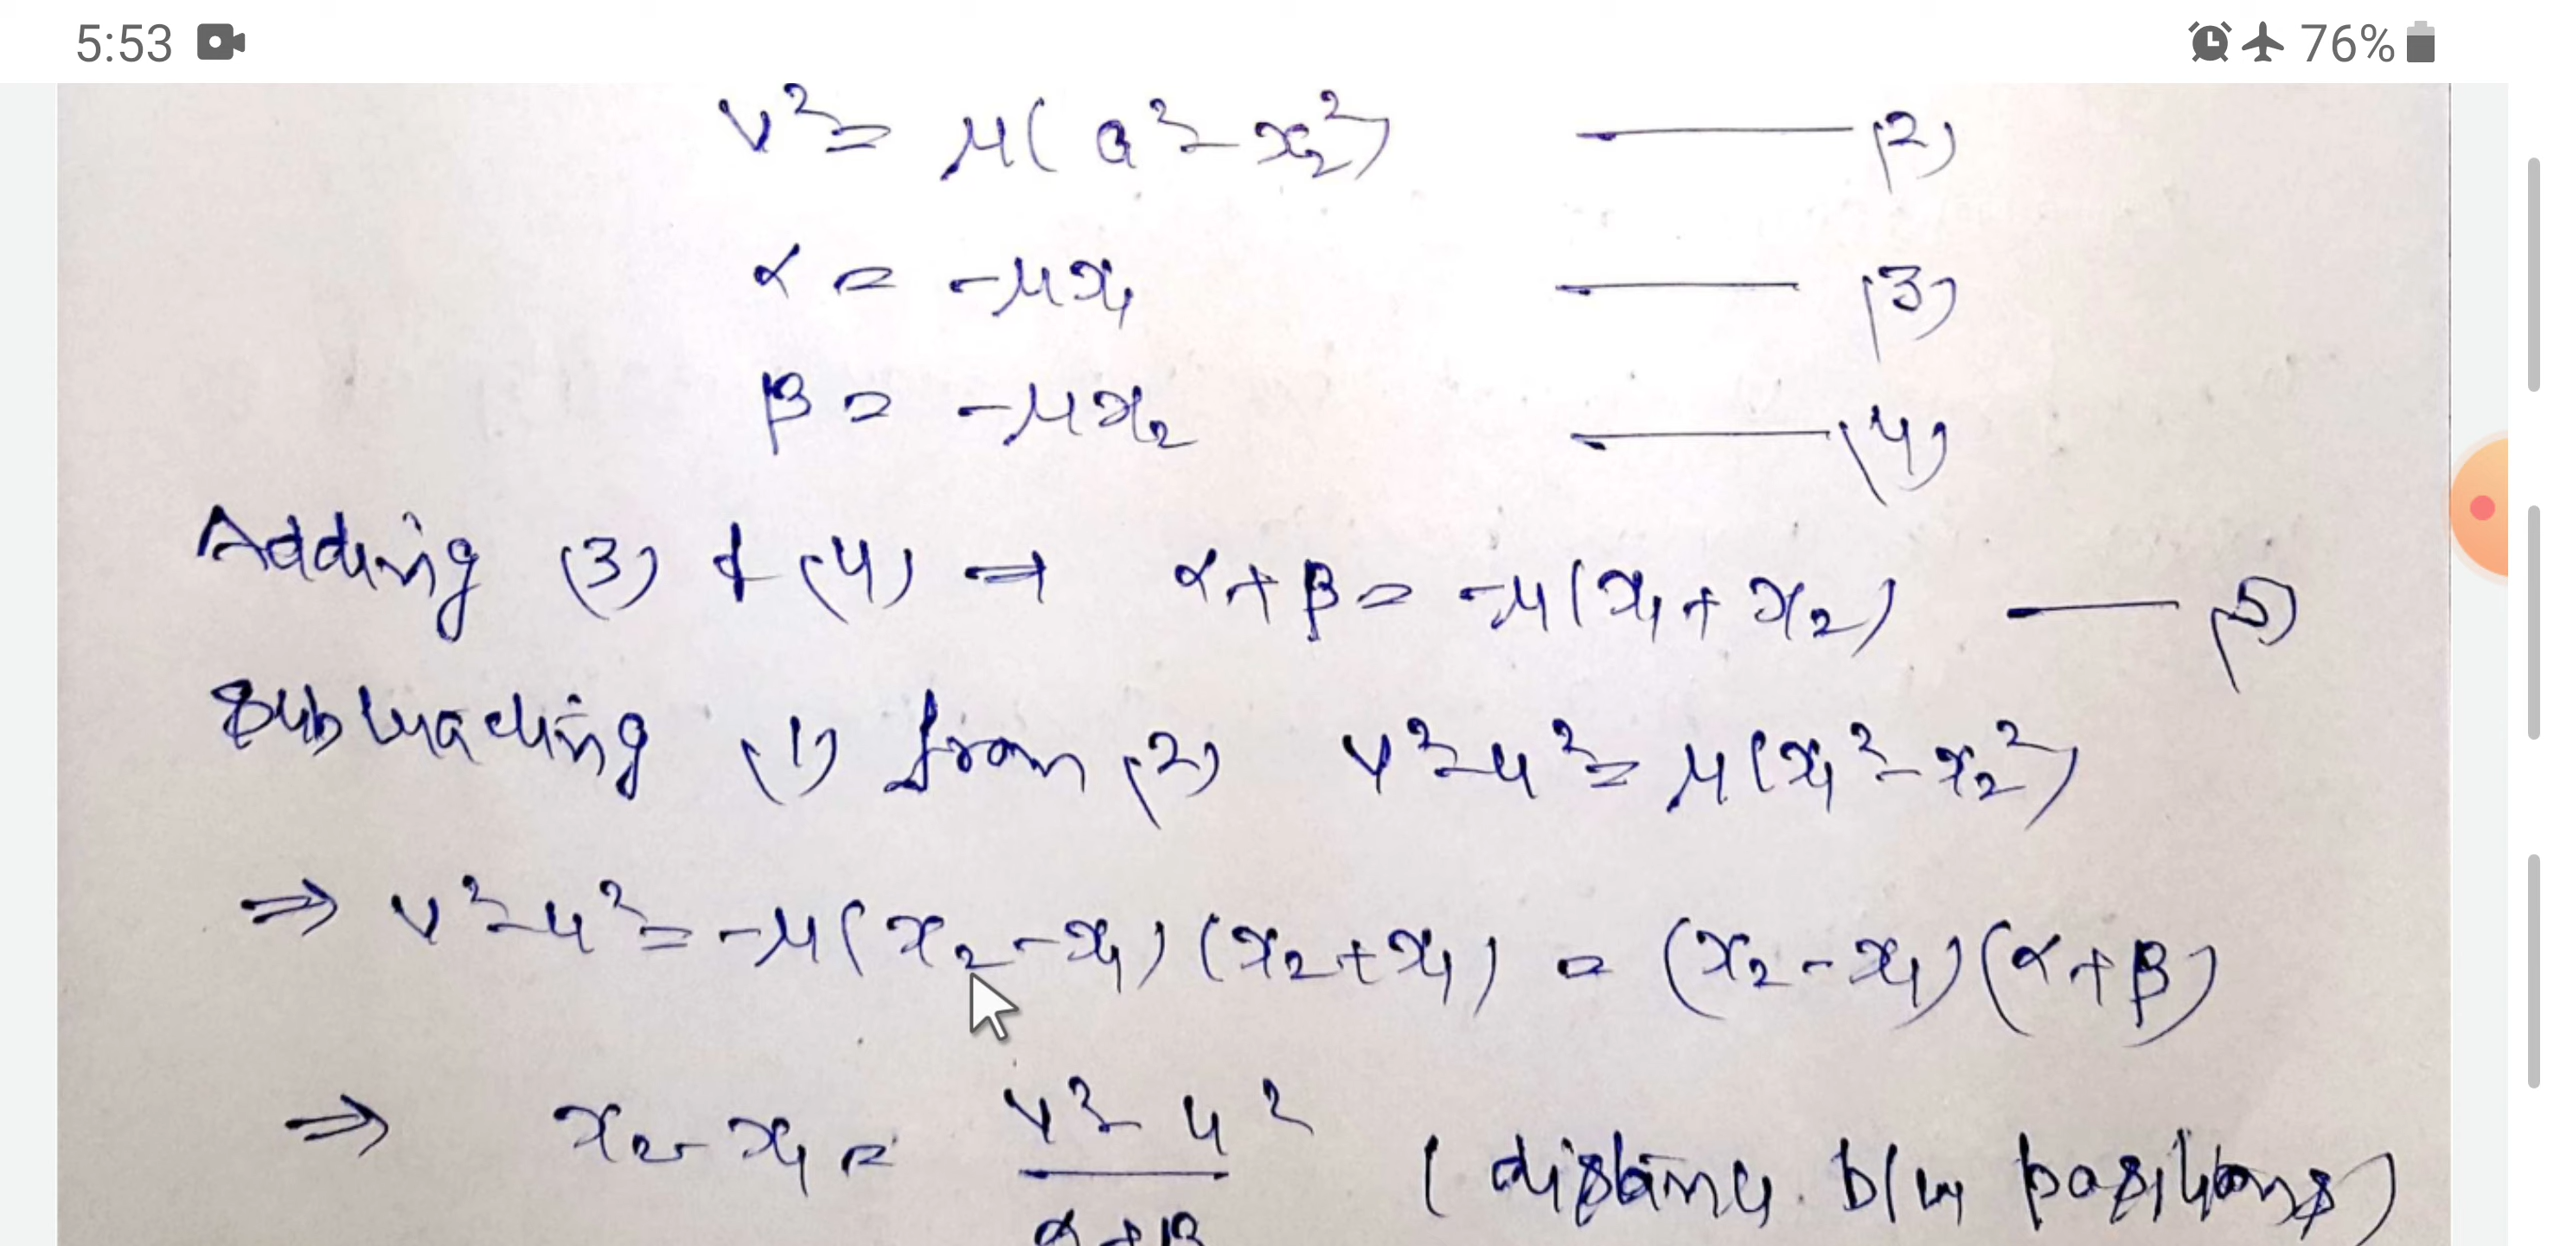 5:53 76%
v² = μ(a² - x₂²) —— (2)
α = -μx₁ —— (3)
β = -μx₂ —— (4)
Adding (3) & (4) → α+β = -μ(x₁ + x₂) —— (5)
Subtracting (1) from (2) v² - u² = μ(x₁² - x₂²)
⇒ v² - u² = -μ(x₂ - x₁)(x₂ + x₁) = (x₂ - x₁)(α + β)
⇒ x₂ - x₁ = v² - u² / α + β (distance b/w positions)